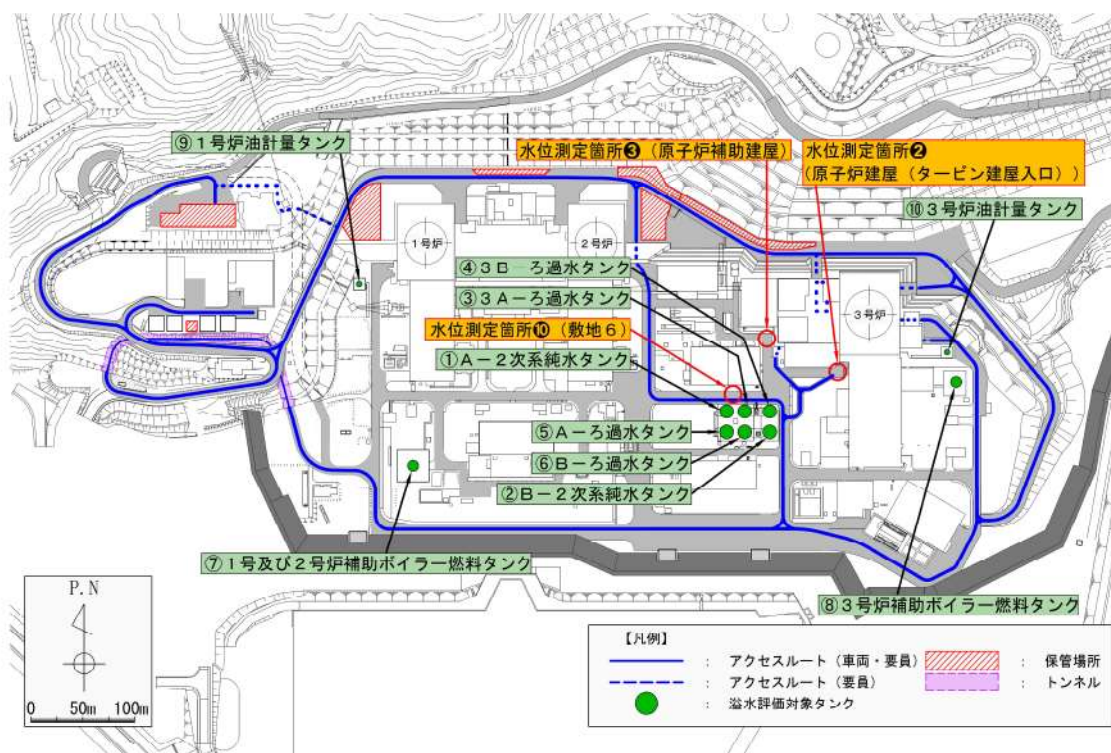 ⑨1号炉油計量タンク
水位測定箇所❸（原子炉補助建屋）
水位測定箇所❷
(原子炉建屋（タービン建屋入口）)
⑩3号炉油計量タンク
1号炉
2号炉
④3B－ろ過水タンク
③3A－ろ過水タンク
3号炉
水位測定箇所❿（敷地6）
①A－2次系純水タンク
⑤A－ろ過水タンク
⑥B－ろ過水タンク
②B－2次系純水タンク
⑦1号及び2号炉補助ボイラー燃料タンク
⑧3号炉補助ボイラー燃料タンク
P.N
0 50m 100m
【凡例】
： アクセスルート（車両・要員）
： 保管場所
： アクセスルート（要員）
： トンネル
： 溢水評価対象タンク